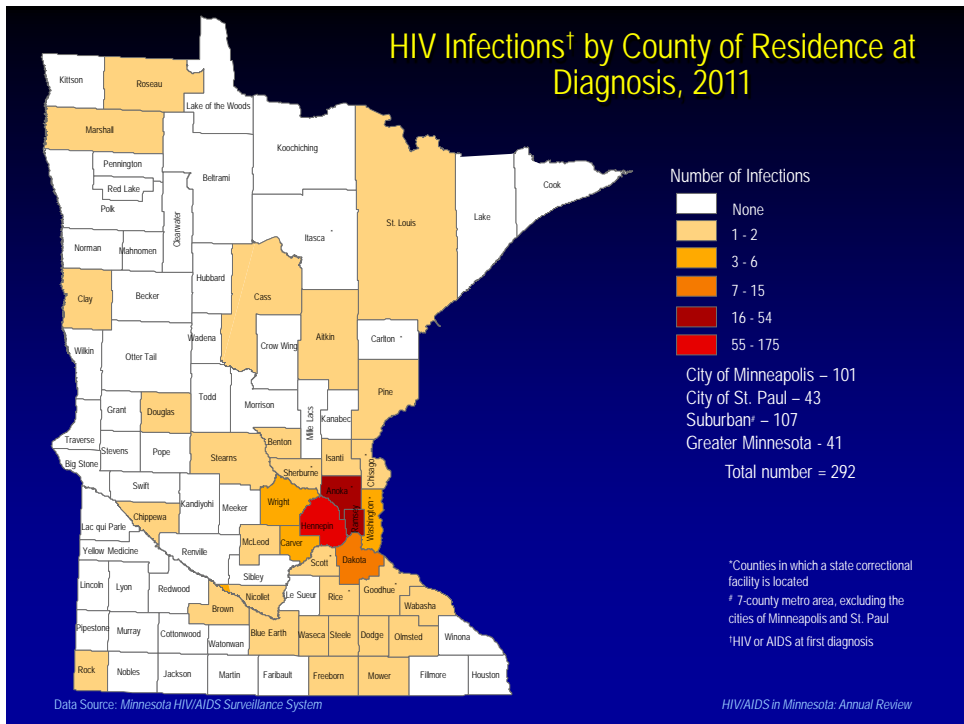 HIV Infections† by County of Residence at
Diagnosis, 2011
Kittson
Roseau
Lake of the Woods
Marshall
Koochiching
Pennington
Beltrami
Red Lake
Polk
Clearwater
Cook
Lake
St. Louis
Itasca*
Norman
Mahnomen
Hubbard
Clay
Becker
Cass
Aitkin
Wadena
Crow Wing
Carlton *
Wilkin
Otter Tail
Pine
Todd
Morrison
Mille Lacs
Kanabec
Grant
Douglas
Traverse
Stevens
Pope
Stearns
Benton
Isanti
Chisago
Big Stone
Sherburne
Swift
Kandiyohi
Meeker
Wright
Anoka
Ramsey
Washington*
Hennepin
Chippewa
Lac qui Parle
Yellow Medicine
Renville
McLeod
Carver
Scott
Dakota
Sibley
Lincoln
Lyon
Redwood
Nicollet
Le Sueur
Rice
Goodhue
Wabasha
Brown
Pipestone
Murray
Cottonwood
Watonwan
Blue Earth
Waseca
Steele
Dodge
Olmsted
Winona
Rock
Nobles
Jackson
Martin
Faribault
Freeborn
Mower
Fillmore
Houston
Number of Infections
None
1 - 2
3 - 6
7 - 15
16 - 54
55 - 175
City of Minneapolis – 101
City of St. Paul – 43
Suburban# – 107
Greater Minnesota - 41
Total number = 292
*Counties in which a state correctional
facility is located
# 7-county metro area, excluding the
cities of Minneapolis and St. Paul
†HIV or AIDS at first diagnosis
Data Source: Minnesota HIV/AIDS Surveillance System
HIV/AIDS in Minnesota: Annual Review